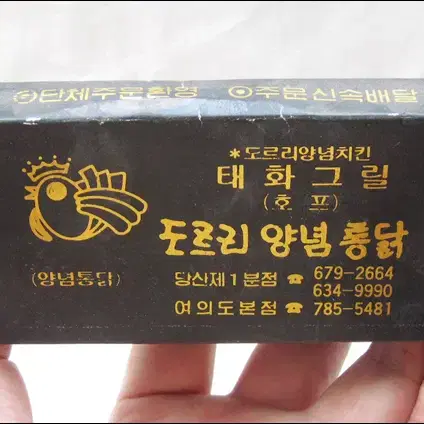 ⊙단체주문환영 ⊙주문신속배달
*도르리양념치킨
태화그릴
(호프)
도르리 양념 통닭
(양념통닭)
당산제1분점 ☎ 679-2664
634-9990
여의도본점 ☎ 785-5481